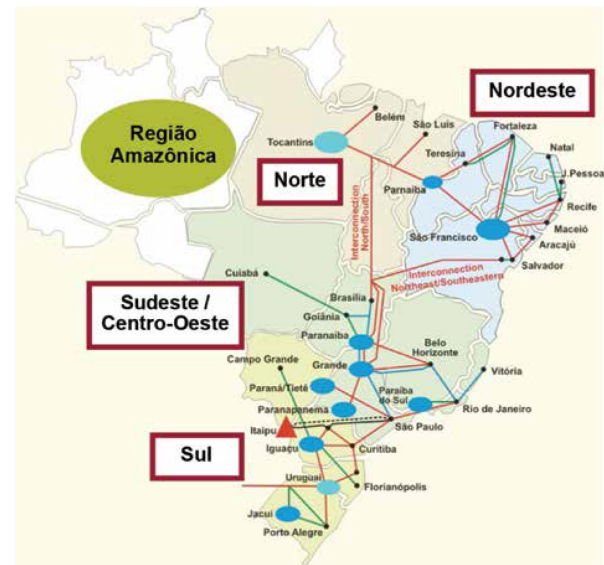 Nordeste
Fortaleza
Belém
São Luis
Tocantins
Teresina
Natal
Região
Amazônica
Norte
Parnaiba
J.Pessoa
Recife
São Francisco
Maceió
Aracajú
Salvador
Interconnection
North/South
Interconnection
Northeast/Southeastern
Cuiabá
Brasília
Goiânia
Sudeste /
Centro-Oeste
Paranaiba
Belo
Horizonte
Campo Grande
Grande
Vitória
Paraná/Tietê
Paraíba
do Sul
Paranapanema
Rio de Janeiro
Itaipu
São Paulo
Sul
Iguaçu
Curitiba
Uruguai
Florianópolis
Jacui
Porto Alegre